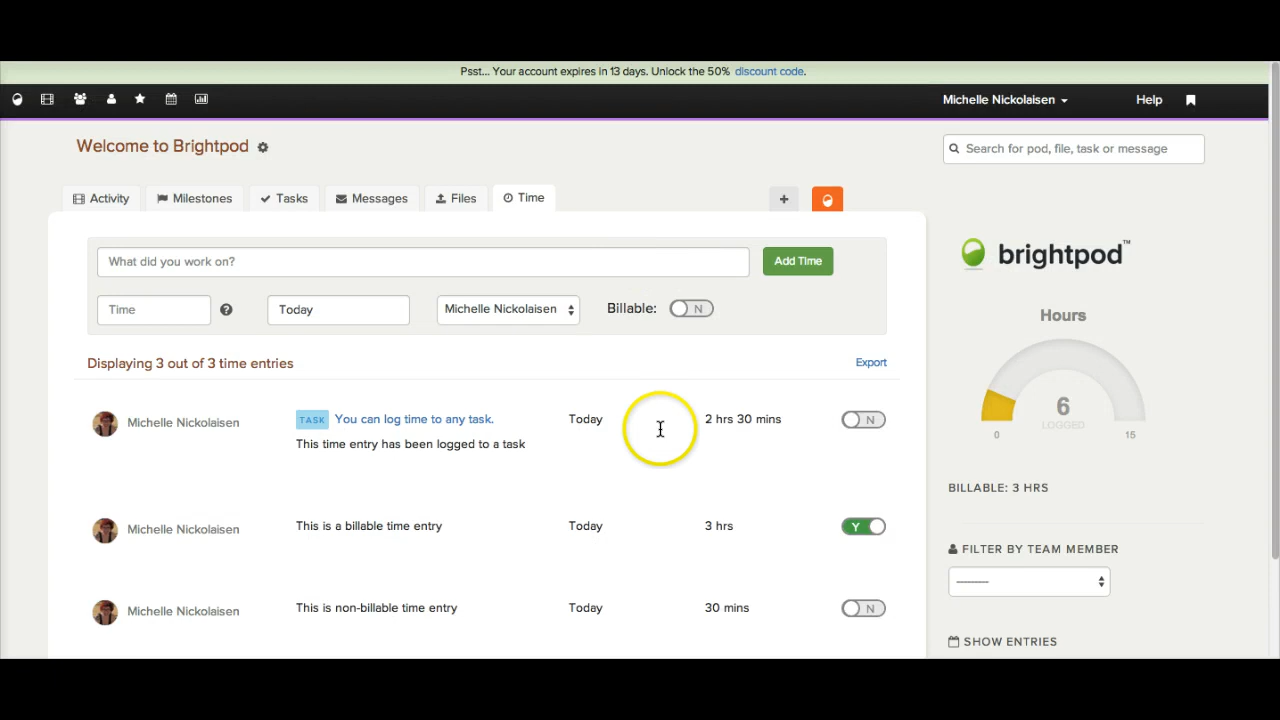 Psst... Your account expires in 13 days. Unlock the 50% discount code.
Michelle Nickolaisen Help
Welcome to Brightpod
Search for pod, file, task or message
Activity Milestones Tasks Messages Files Time +
What did you work on? Add Time
Time ? Today Michelle Nickolaisen Billable: N
brightpod™
Hours
6
LOGGED
0 15
BILLABLE: 3 HRS
FILTER BY TEAM MEMBER
---------
SHOW ENTRIES
Displaying 3 out of 3 time entries Export
Michelle Nickolaisen TASK You can log time to any task. Today 2 hrs 30 mins N
This time entry has been logged to a task
Michelle Nickolaisen This is a billable time entry Today 3 hrs Y
Michelle Nickolaisen This is non-billable time entry Today 30 mins N